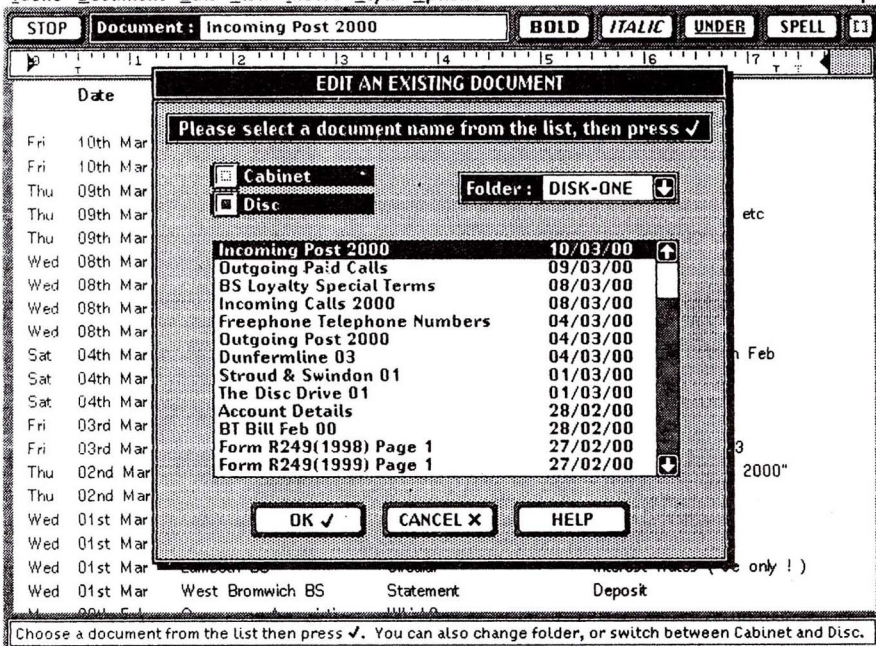 STOP Document: Incoming Post 2000 BOLD ITALIC UNDER SPELL
1 2 3 4 5 6 7
Date
EDIT AN EXISTING DOCUMENT
Please select a document name from the list, then press ✓
Fri 10th Mar
Fri 10th Mar
Cabinet
Folder: DISK-ONE
Thu 09th Mar
Disc
Thu 09th Mar etc
Thu 09th Mar
Incoming Post 2000 10/03/00
Wed 08th Mar
Outgoing Paid Calls 09/03/00
BS Loyalty Special Terms 08/03/00
Wed 08th Mar
Incoming Calls 2000 08/03/00
Wed 08th Mar
Freephone Telephone Numbers 04/03/00
Wed 08th Mar
Outgoing Post 2000 04/03/00
Sat 04th Mar Feb
Dunfermline 03 04/03/00
Sat 04th Mar
Stroud & Swindon 01 01/03/00
Sat 04th Mar
The Disc Drive 01 01/03/00
Account Details 28/02/00
Fri 03rd Mar
BT Bill Feb 00 28/02/00
Fri 03rd Mar 3
Form R249(1998) Page 1 27/02/00
Thu 02nd Mar 2000"
Form R249(1999) Page 1 27/02/00
Thu 02nd Mar
Wed 01st Mar
OK ✓ CANCEL X HELP
Wed 01st Mar
Wed 01st Mar only ! )
Wed 01st Mar West Bromwich BS Statement Deposit
Choose a document from the list then press ✓. You can also change folder, or switch between Cabinet and Disc.